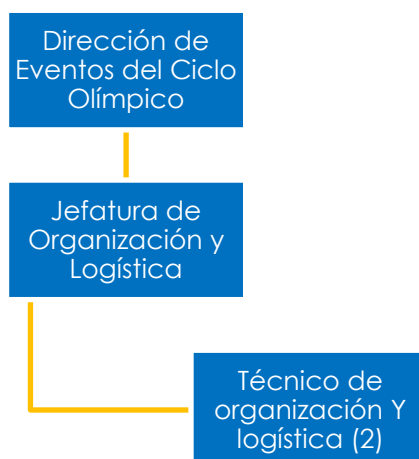 Dirección de
Eventos del Ciclo
Olímpico
Jefatura de
Organización y
Logística
Técnico de
organización Y
logística (2)